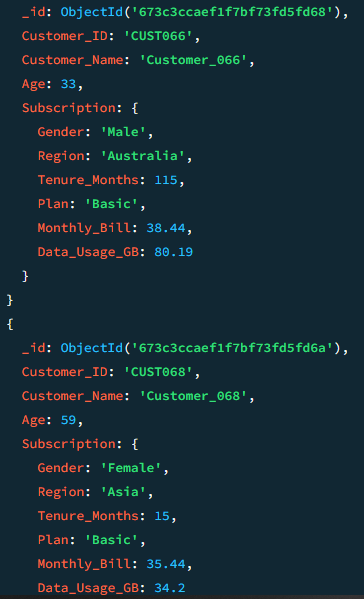 _id: ObjectId('673c3ccaef1f7bf73fd5fd68'),
Customer_ID: 'CUST066',
Customer_Name: 'Customer_066',
Age: 33,
Subscription: {
Gender: 'Male',
Region: 'Australia',
Tenure_Months: 115,
Plan: 'Basic',
Monthly_Bill: 38.44,
Data_Usage_GB: 80.19
}
}
{
_id: ObjectId('673c3ccaef1f7bf73fd5fd6a'),
Customer_ID: 'CUST068',
Customer_Name: 'Customer_068',
Age: 59,
Subscription: {
Gender: 'Female',
Region: 'Asia',
Tenure_Months: 15,
Plan: 'Basic',
Monthly_Bill: 35.44,
Data_Usage_GB: 34.2